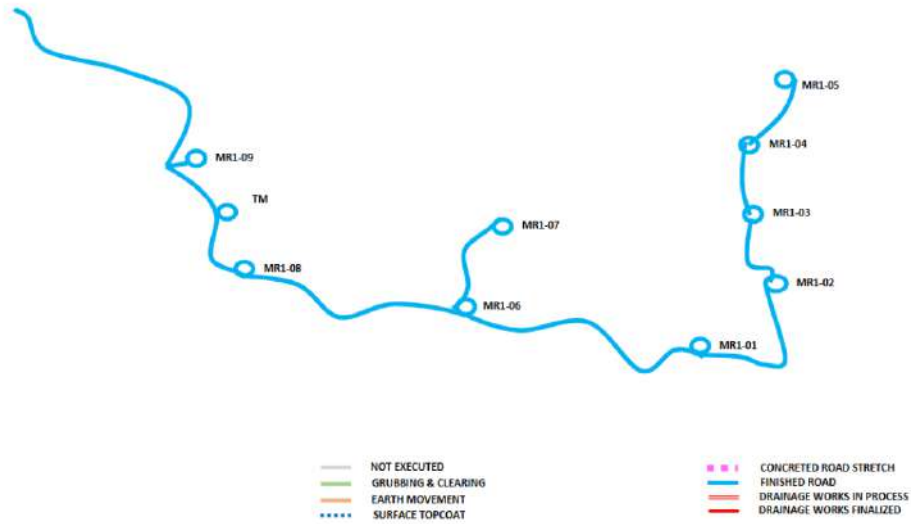 MR1-05
MR1-04
MR1-09
TM
MR1-03
MR1-07
MR1-08
MR1-02
MR1-06
MR1-01
NOT EXECUTED
GRUBBING & CLEARING
EARTH MOVEMENT
SURFACE TOPCOAT
CONCRETED ROAD STRETCH
FINISHED ROAD
DRAINAGE WORKS IN PROCESS
DRAINAGE WORKS FINALIZED